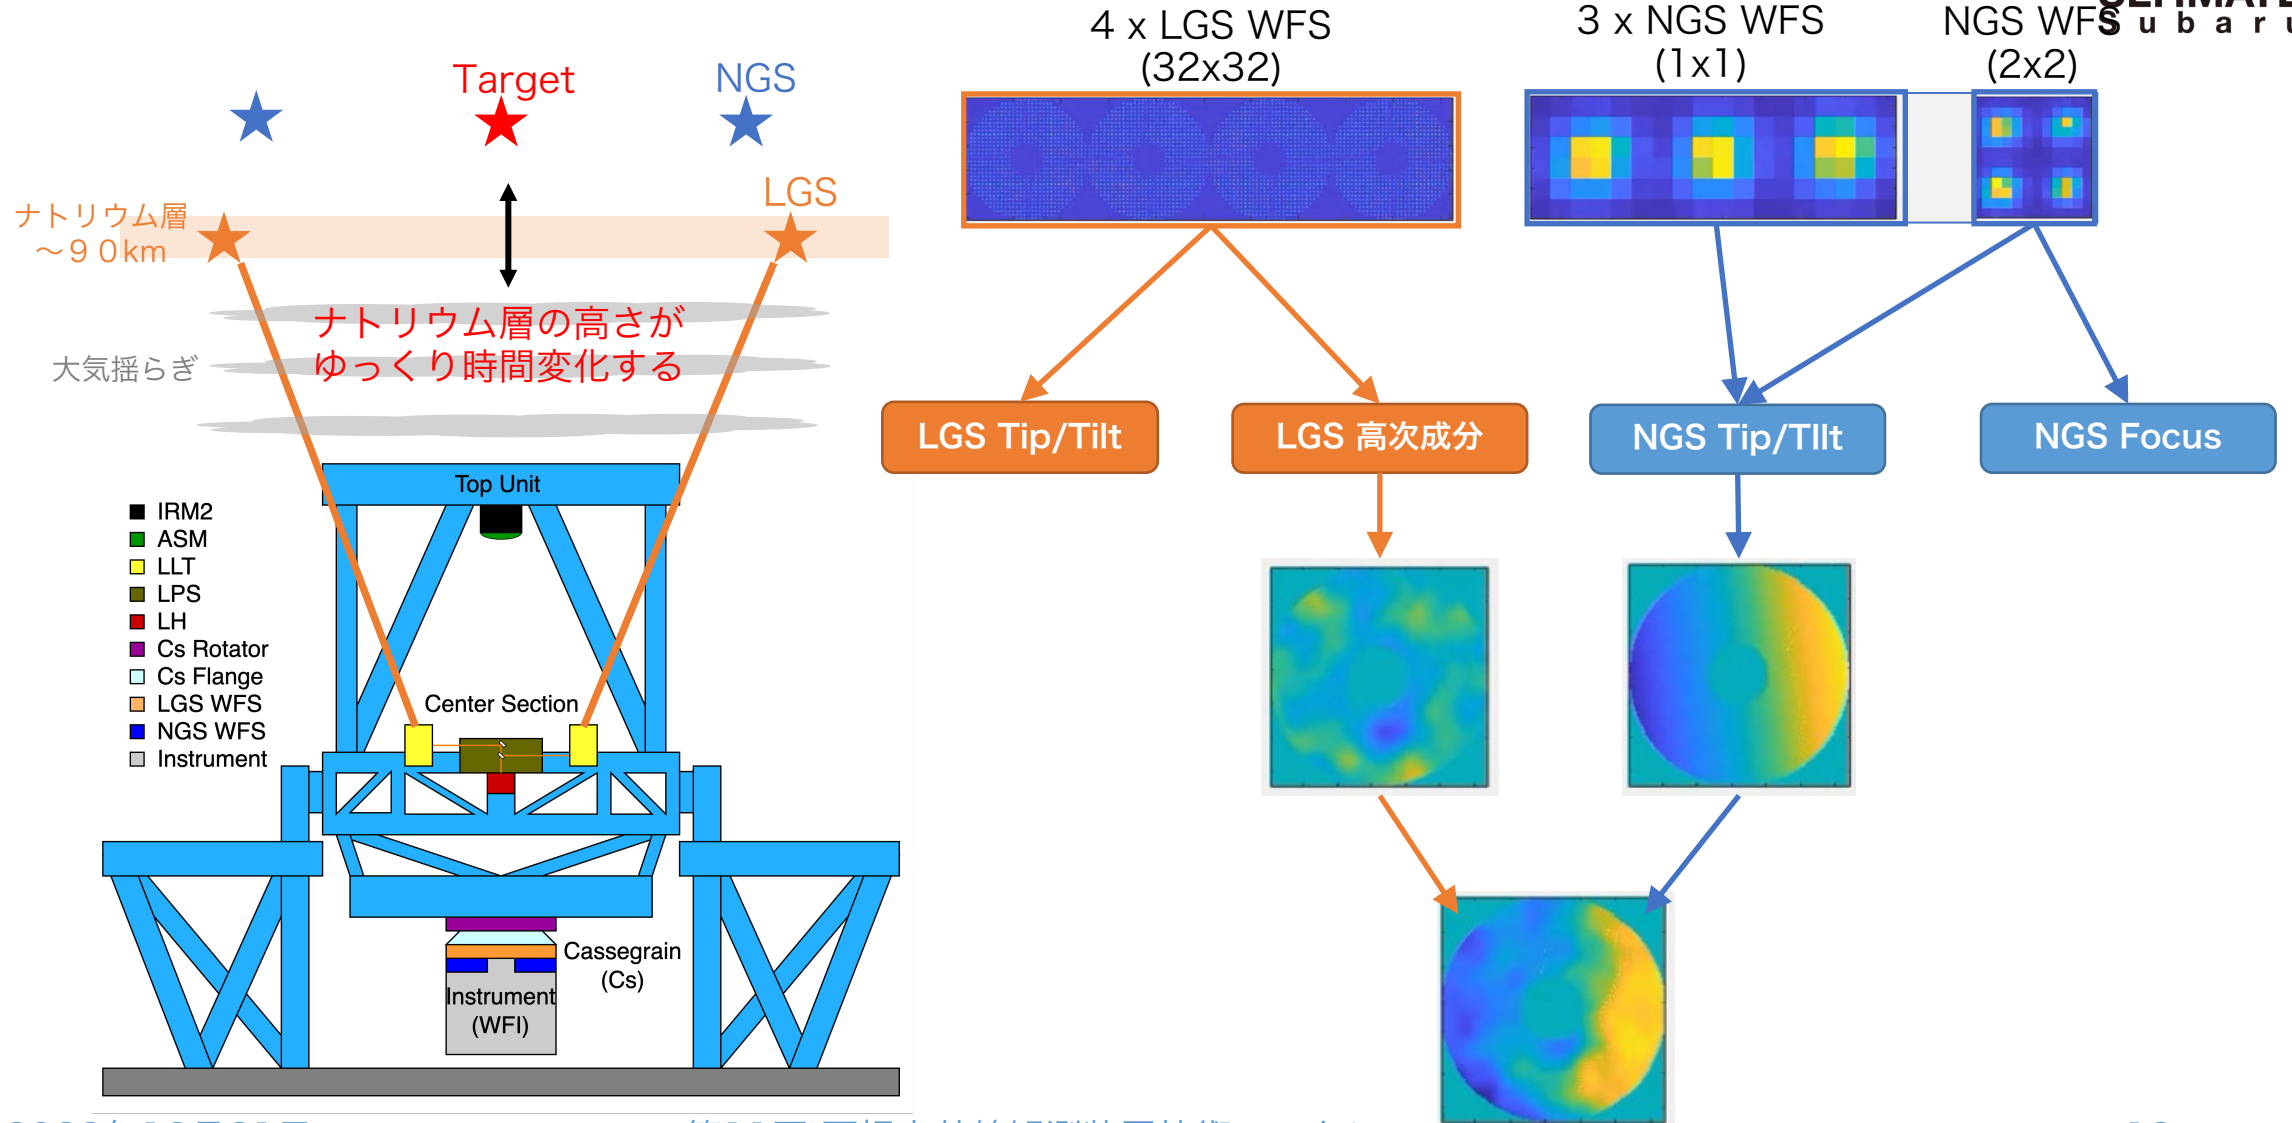 4 x LGS WFS
(32x32)
3 x NGS WFS
(1x1)
NGS WFS
(2x2)
Subaru
Target
NGS
LGS
ナトリウム層
～９０km
ナトリウム層の高さが
ゆっくり時間変化する
大気揺らぎ
LGS Tip/Tilt
LGS 高次成分
NGS Tip/TIlt
NGS Focus
Top Unit
IRM2
ASM
LLT
LPS
LH
Cs Rotator
Cs Flange
LGS WFS
NGS WFS
Instrument
Center Section
Cassegrain
(Cs)
Instrument
(WFI)